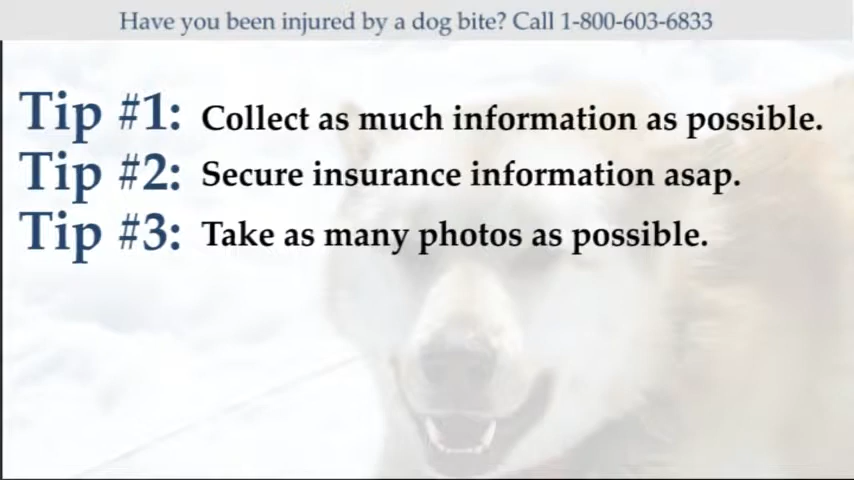 Have you been injured by a dog bite? Call 1-800-603-6833
Tip #1: Collect as much information as possible.
Tip #2: Secure insurance information asap.
Tip #3: Take as many photos as possible.